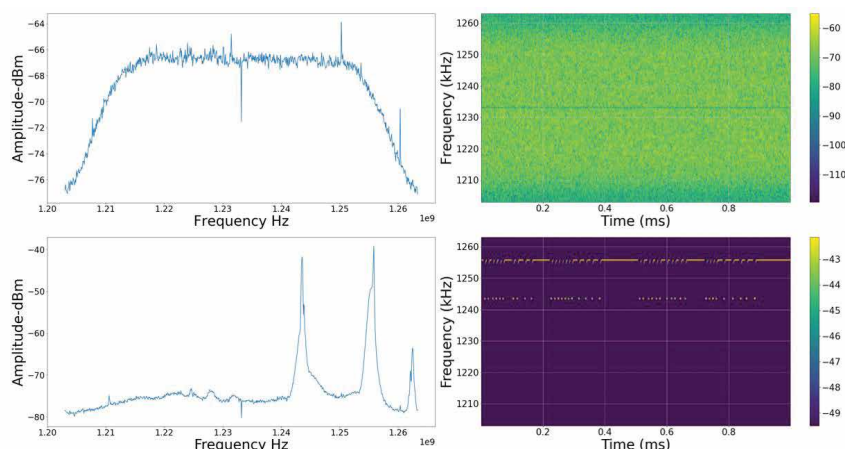 −64
−66
−68
−70
−72
−74
−76
Amplitude-dBm
1.20 1.21 1.22 1.23 1.24 1.25 1.26
1e9
Frequency Hz
1260
1250
1240
1230
1220
1210
Frequency (kHz)
0.2 0.4 0.6 0.8
Time (ms)
−60
−70
−80
−90
−100
−110
−40
−50
−60
−70
−80
Amplitude-dBm
1.20 1.21 1.22 1.23 1.24 1.25 1.26
1e9
Frequency Hz
1260
1250
1240
1230
1220
1210
Frequency (kHz)
0.2 0.4 0.6 0.8
Time (ms)
−43
−44
−45
−46
−47
−48
−49